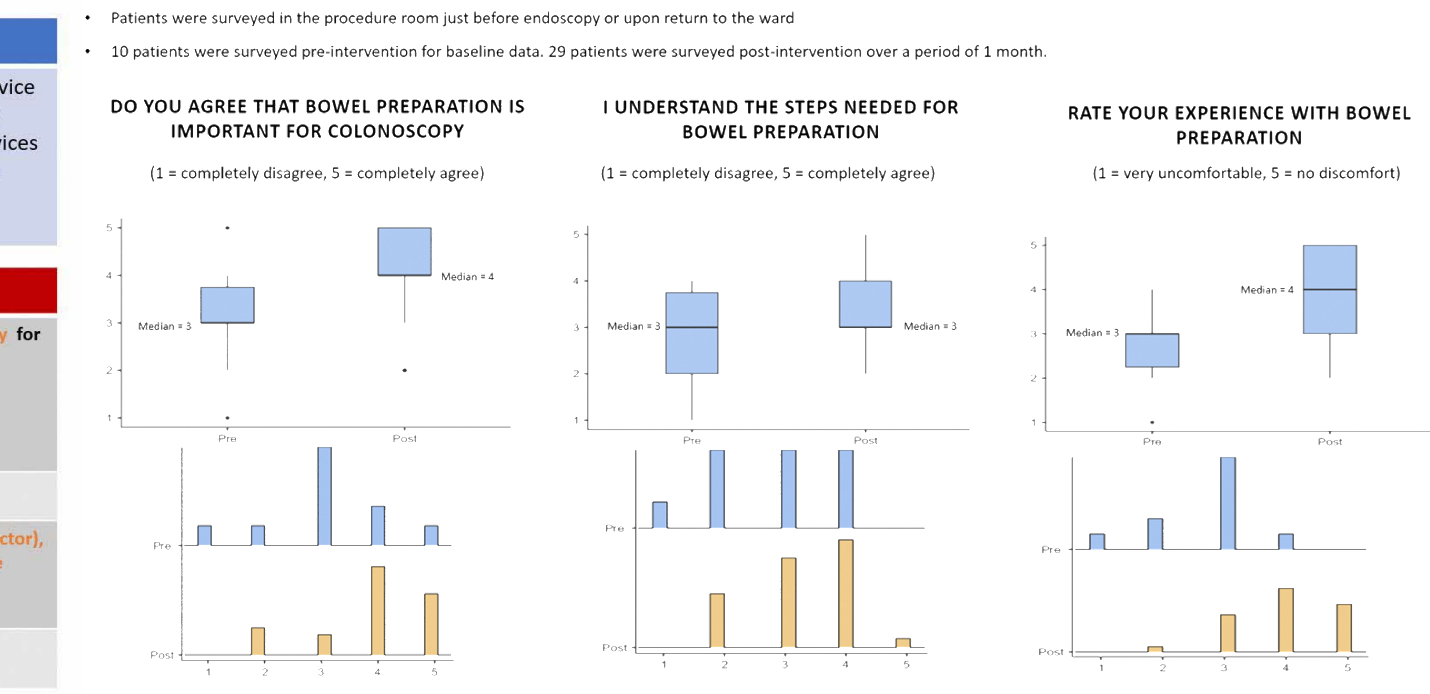 • Patients were surveyed in the procedure room just before endoscopy or upon return to the ward
• 10 patients were surveyed pre-intervention for baseline data. 29 patients were surveyed post-intervention over a period of 1 month.
vice
vices
y for
ctor),
e
DO YOU AGREE THAT BOWEL PREPARATION IS
IMPORTANT FOR COLONOSCOPY
(1 = completely disagree, 5 = completely agree)
5
4
3
2
1
Median = 3
Median = 4
Pre
Post
Pre
Post
1 2 3 4 5
I UNDERSTAND THE STEPS NEEDED FOR
BOWEL PREPARATION
(1 = completely disagree, 5 = completely agree)
5
4
3
2
1
Median = 3
Median = 3
Pre
Post
Pre
Post
1 2 3 4 5
RATE YOUR EXPERIENCE WITH BOWEL
PREPARATION
(1 = very uncomfortable, 5 = no discomfort)
5
4
3
2
1
Median = 3
Median = 4
Pre
Post
Pre
Post
1 2 3 4 5